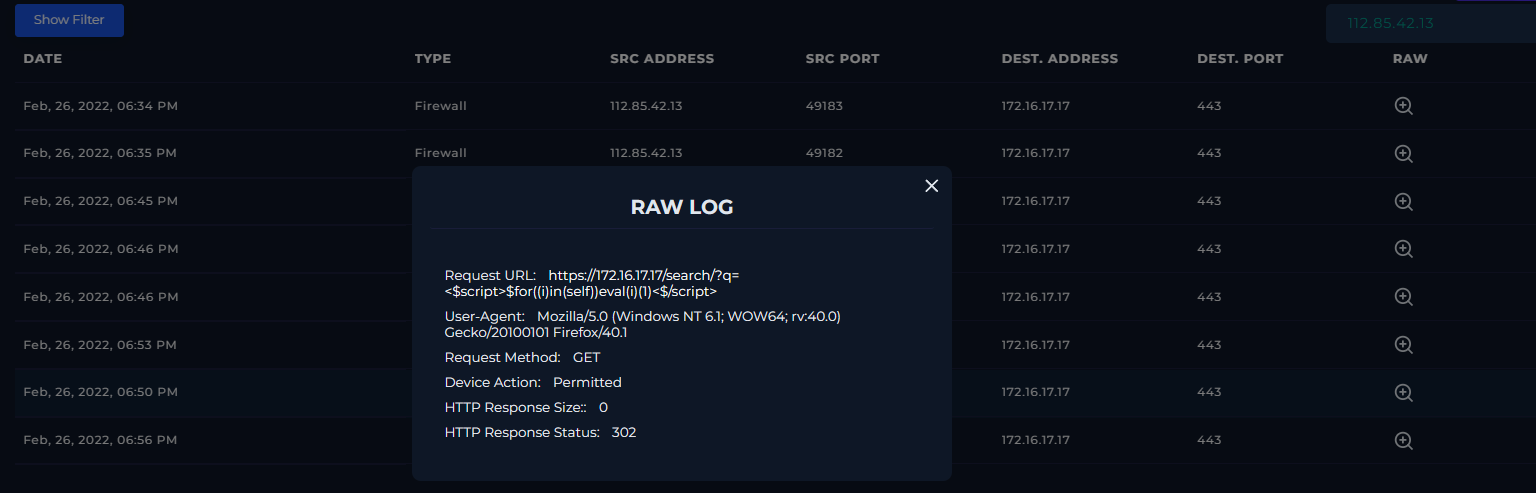 Show Filter
112.85.42.13
DATE TYPE SRC ADDRESS SRC PORT DEST. ADDRESS DEST. PORT RAW
Feb, 26, 2022, 06:34 PM Firewall 112.85.42.13 49183 172.16.17.17 443
Feb, 26, 2022, 06:35 PM Firewall 112.85.42.13 49182 172.16.17.17 443
Feb, 26, 2022, 06:45 PM 172.16.17.17 443
Feb, 26, 2022, 06:46 PM 172.16.17.17 443
Feb, 26, 2022, 06:46 PM 172.16.17.17 443
Feb, 26, 2022, 06:53 PM 172.16.17.17 443
Feb, 26, 2022, 06:50 PM 172.16.17.17 443
Feb, 26, 2022, 06:56 PM 172.16.17.17 443
RAW LOG
Request URL: https://172.16.17.17/search/?q=
<$script>$for((i)in(self))eval(i)(1)<$/script>
User-Agent: Mozilla/5.0 (Windows NT 6.1; WOW64; rv:40.0)
Gecko/20100101 Firefox/40.1
Request Method: GET
Device Action: Permitted
HTTP Response Size:: 0
HTTP Response Status: 302